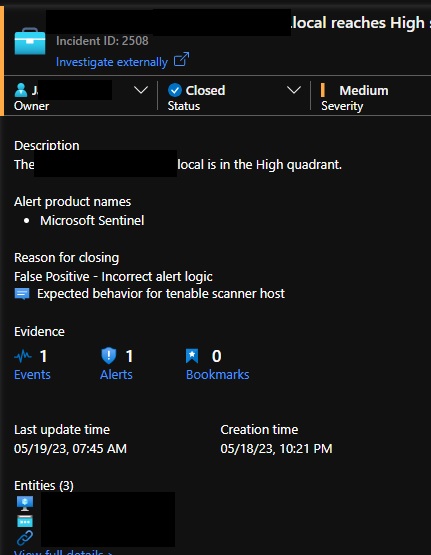 .local reaches High
Incident ID: 2508
Investigate externally
J
Closed
Medium
Owner
Status
Severity
Description
The local is in the High quadrant.
Alert product names
Microsoft Sentinel
Reason for closing
False Positive - Incorrect alert logic
Expected behavior for tenable scanner host
Evidence
1
1
0
Events
Alerts
Bookmarks
Last update time
Creation time
05/19/23, 07:45 AM
05/18/23, 10:21 PM
Entities (3)
View full details >